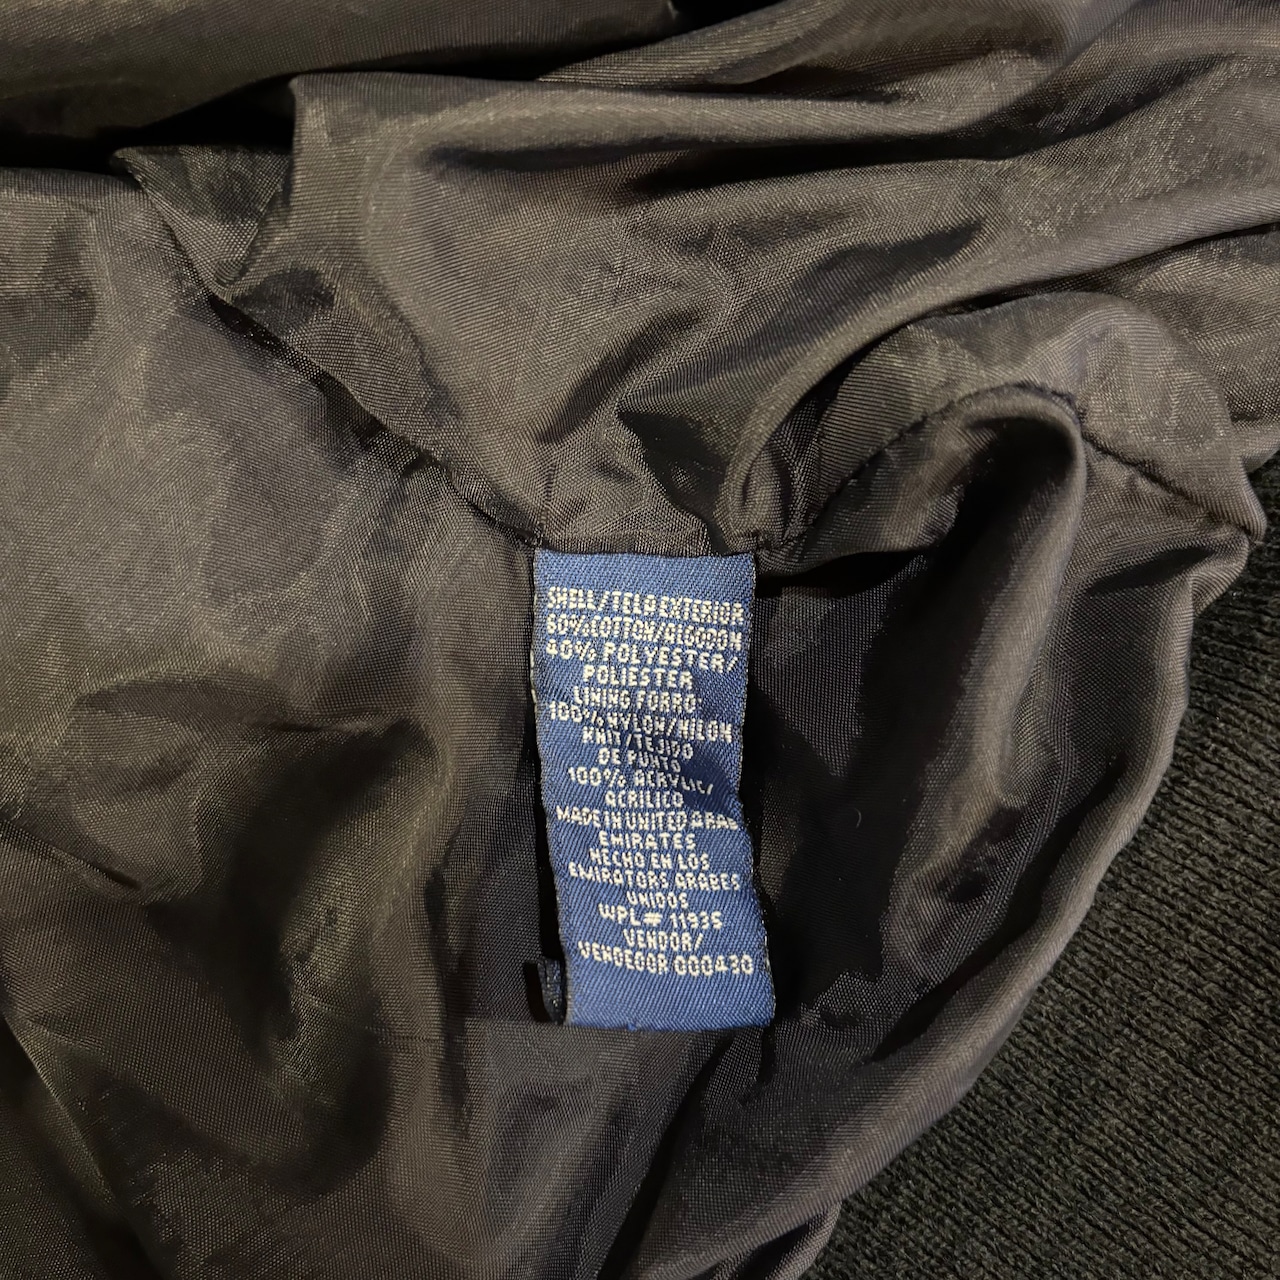 SHELL/TELA EXTERIOR
60% COTTON/ALGODON
40% POLYESTER/
POLIESTER
LINING FORRO
100% NYLON/NILON
KNIT/TEJIDO
DE PUNTO
100% ACRYLIC/
ACRILICO
MADE IN UNITED ARAB
EMIRATES
HECHO EN LOS
EMIRATORS ARABES
UNIDOS
WPL# 11935
VENDOR/
VENDEDOR 000430